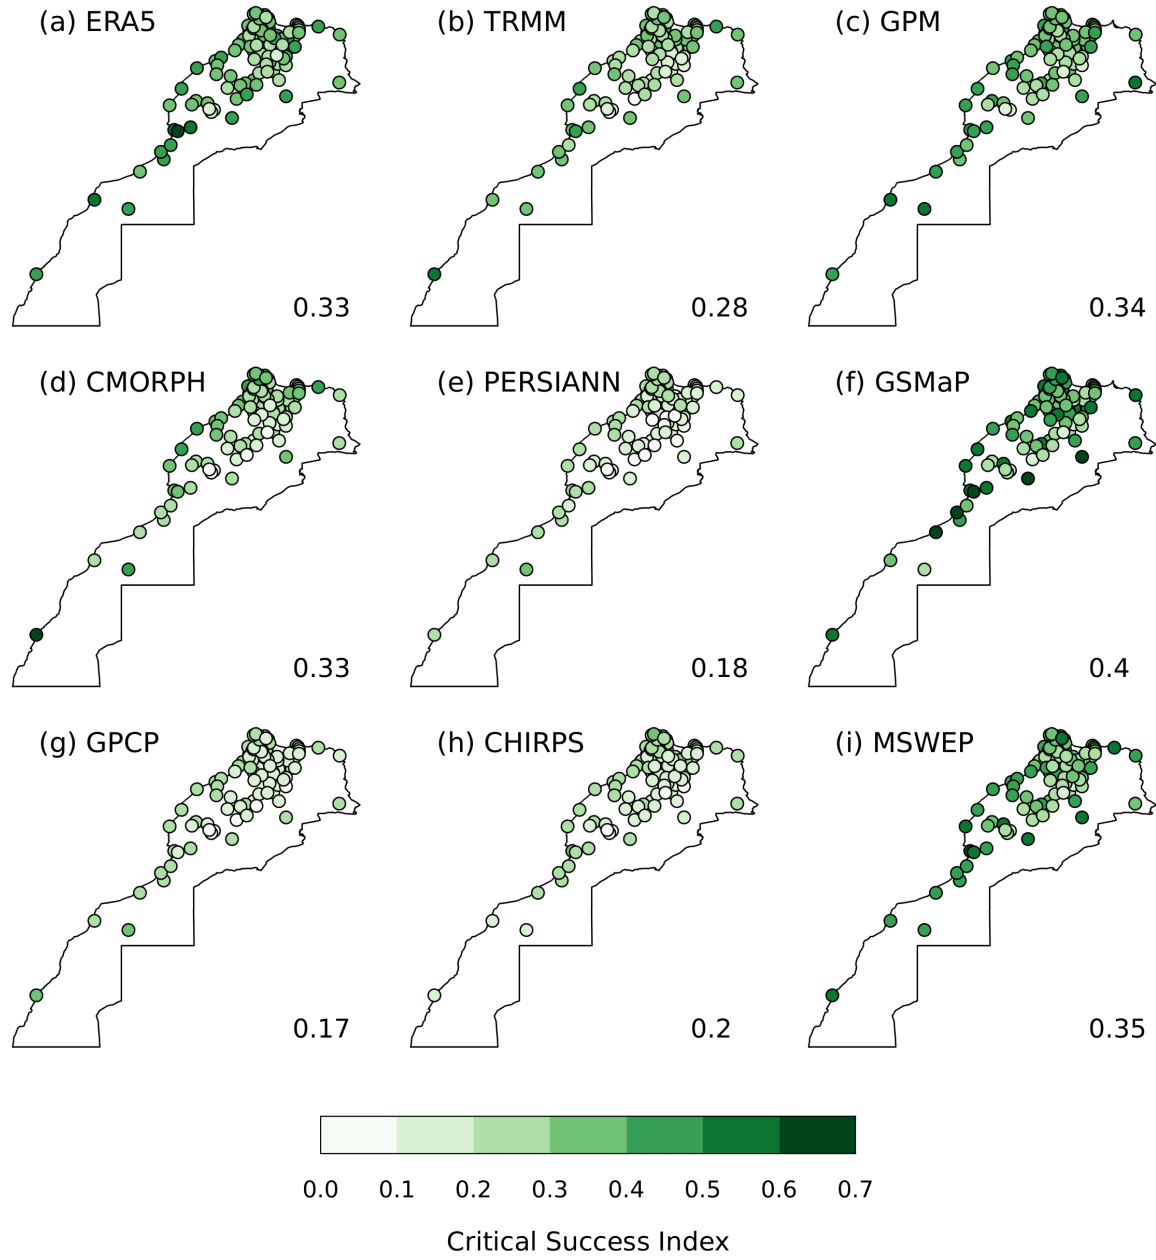 (a) ERA5
(b) TRMM
(c) GPM
0.33
0.28
0.34
(d) CMORPH
(e) PERSIANN
(f) GSMaP
0.33
0.18
0.4
(g) GPCP
(h) CHIRPS
(i) MSWEP
0.17
0.2
0.35
0.0 0.1 0.2 0.3 0.4 0.5 0.6 0.7
Critical Success Index